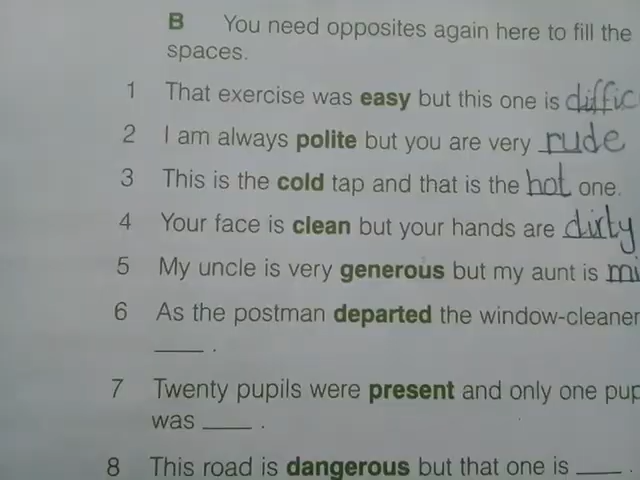 B You need opposites again here to fill the
spaces.
1 That exercise was easy but this one is diffic
2 I am always polite but you are very rude
3 This is the cold tap and that is the hot one.
4 Your face is clean but your hands are dirty
5 My uncle is very generous but my aunt is mi
6 As the postman departed the window-cleaner
____ .
7 Twenty pupils were present and only one pup
was ____ .
8 This road is dangerous but that one is ____ .